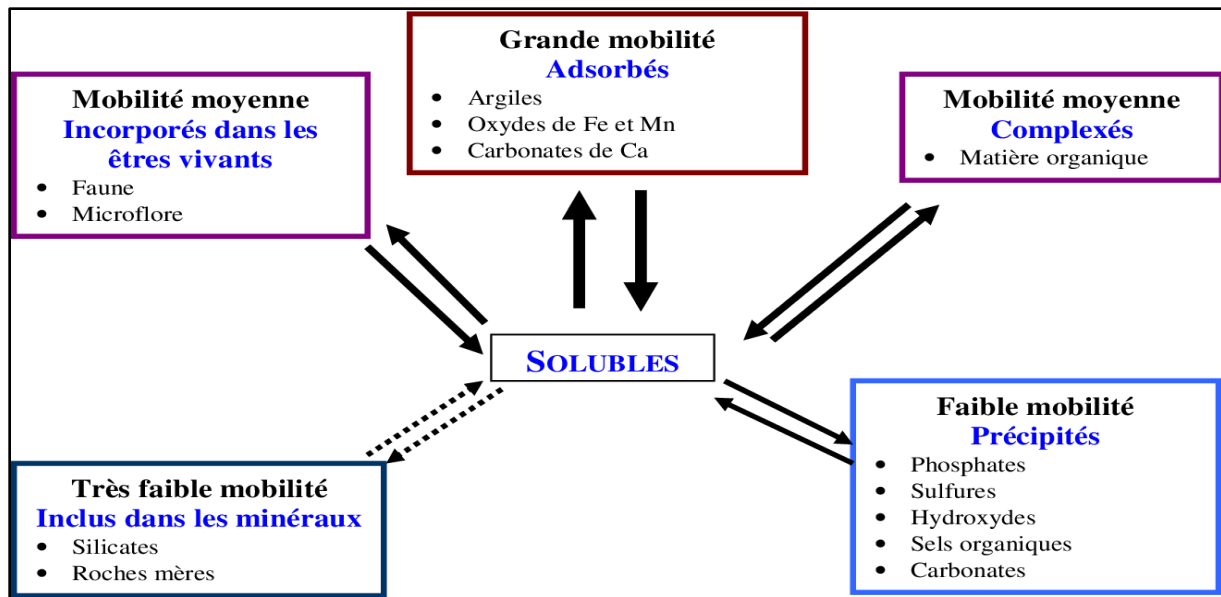 Grande mobilité
Adsorbés
• Argiles
• Oxydes de Fe et Mn
• Carbonates de Ca
Mobilité moyenne
Incorporés dans les
êtres vivants
• Faune
• Microflore
Mobilité moyenne
Complexés
• Matière organique
SOLUBLES
Très faible mobilité
Inclus dans les minéraux
• Silicates
• Roches mères
Faible mobilité
Précipités
• Phosphates
• Sulfures
• Hydroxydes
• Sels organiques
• Carbonates